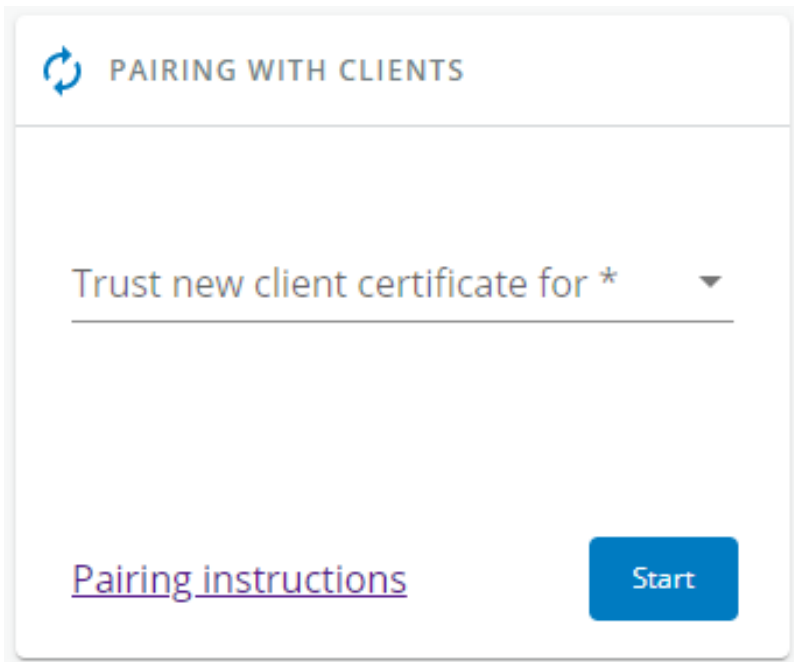 PAIRING WITH CLIENTS
Trust new client certificate for *
Pairing instructions
Start